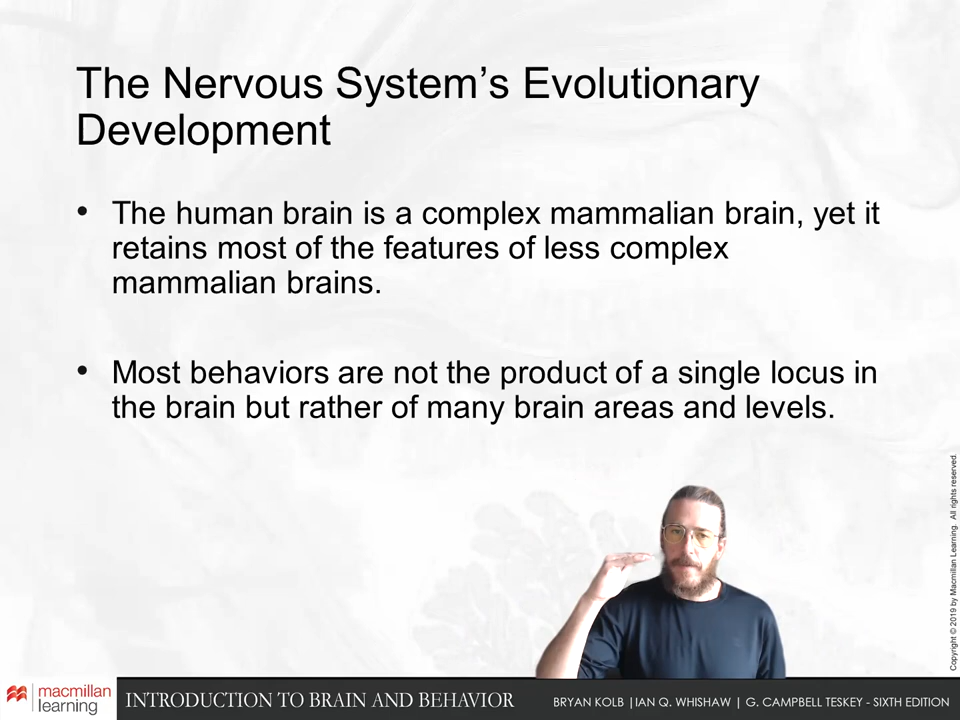 The Nervous System’s Evolutionary
Development
• The human brain is a complex mammalian brain, yet it
retains most of the features of less complex
mammalian brains.
• Most behaviors are not the product of a single locus in
the brain but rather of many brain areas and levels.
Copyright © 2019 by Macmillan Learning. All rights reserved.
macmillan
learning
INTRODUCTION TO BRAIN AND BEHAVIOR
BRYAN KOLB |IAN Q. WHISHAW | G. CAMPBELL TESKEY - SIXTH EDITION